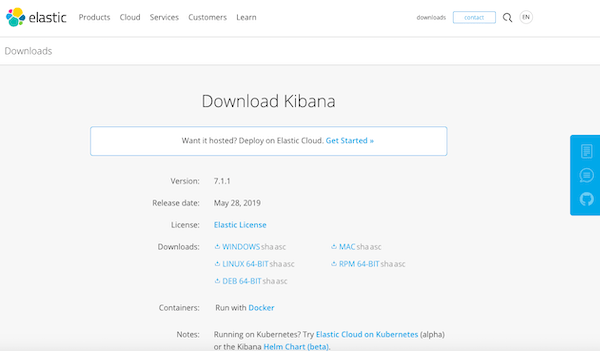 elastic Products Cloud Services Customers Learn downloads contact EN
Downloads
Download Kibana
Want it hosted? Deploy on Elastic Cloud. Get Started »
Version: 7.1.1
Release date: May 28, 2019
License: Elastic License
Downloads: WINDOWS sha asc MAC sha asc
LINUX 64-BIT sha asc RPM 64-BIT sha asc
DEB 64-BIT sha asc
Containers: Run with Docker
Notes: Running on Kubernetes? Try Elastic Cloud on Kubernetes (alpha)
or the Kibana Helm Chart (beta).